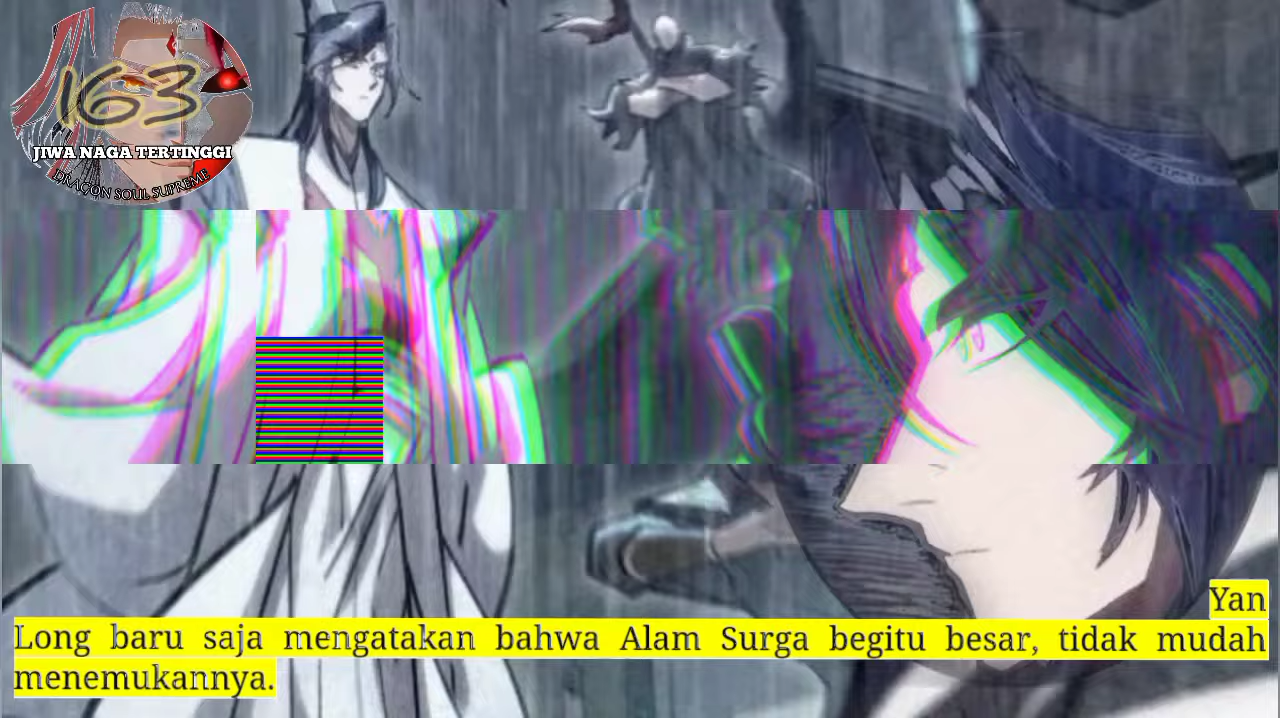 163
JIWA NAGA TERTINGGI
DRAGON SOUL SUPREME
Yan
Long baru saja mengatakan bahwa Alam Surga begitu besar, tidak mudah
menemukannya.